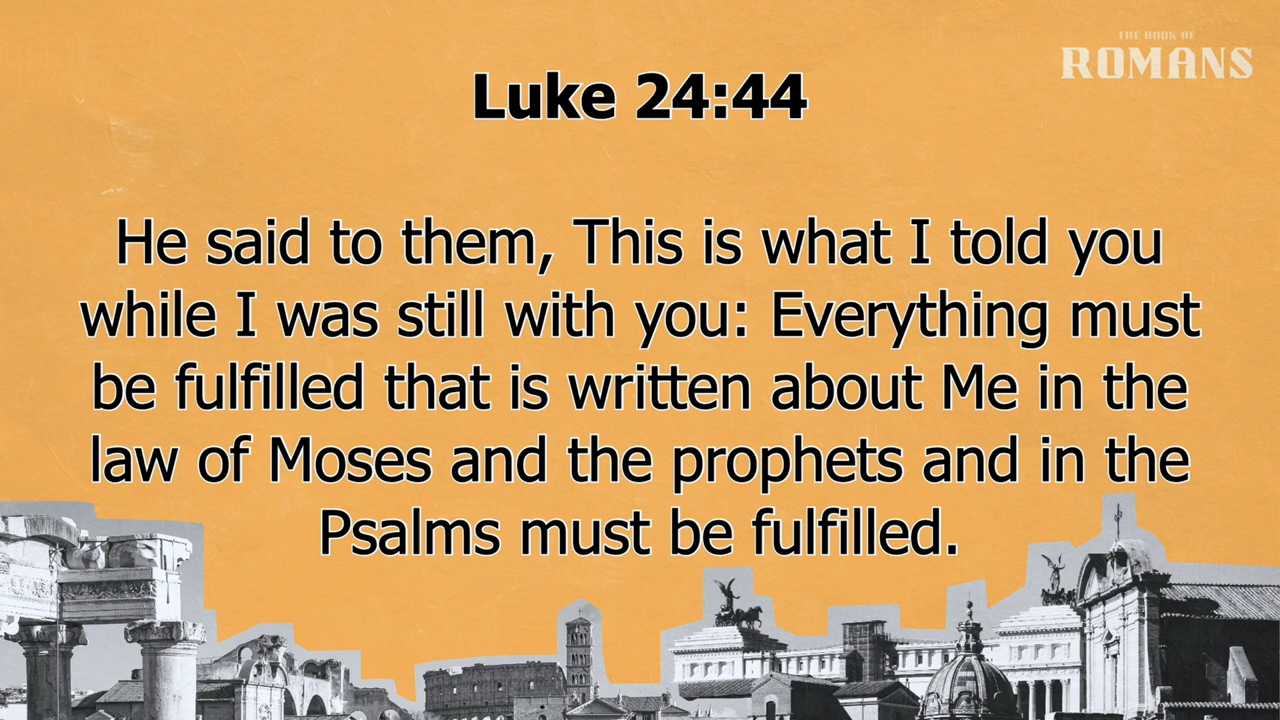 THE BOOK OF
ROMANS
Luke 24:44
He said to them, This is what I told you
while I was still with you: Everything must
be fulfilled that is written about Me in the
law of Moses and the prophets and in the
Psalms must be fulfilled.